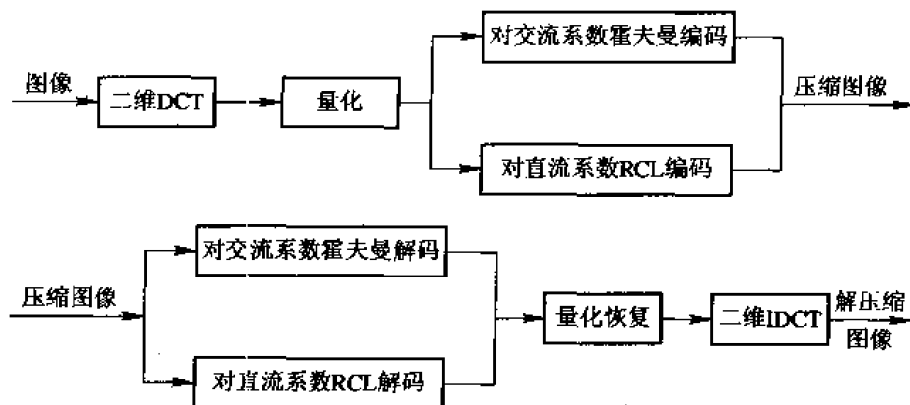 图像
二维DCT
量化
对交流系数霍夫曼编码
对直流系数RCL编码
压缩图像
压缩图像
对交流系数霍夫曼解码
对直流系数RCL解码
量化恢复
二维IDCT
解压缩
图像